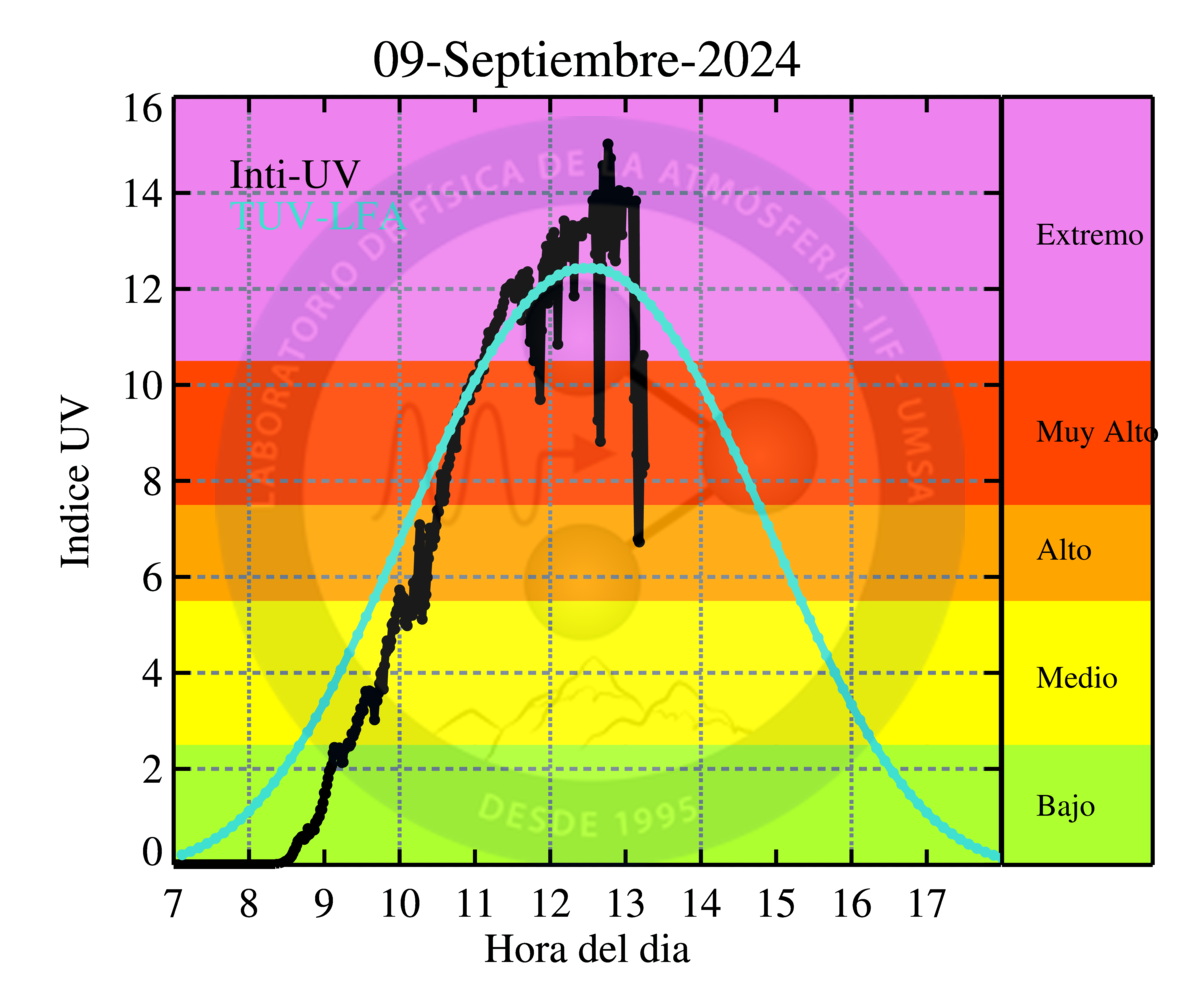 09-Septiembre-2024
16
14
12
10
8
6
4
2
0
Indice UV
Inti-UV
TUV-LFA
LABORATORIO DE FÍSICA DE LA ATMÓSFERA - IIF - UMSA
DESDE 1995
Extremo
Muy Alto
Alto
Medio
Bajo
7 8 9 10 11 12 13 14 15 16 17
Hora del dia